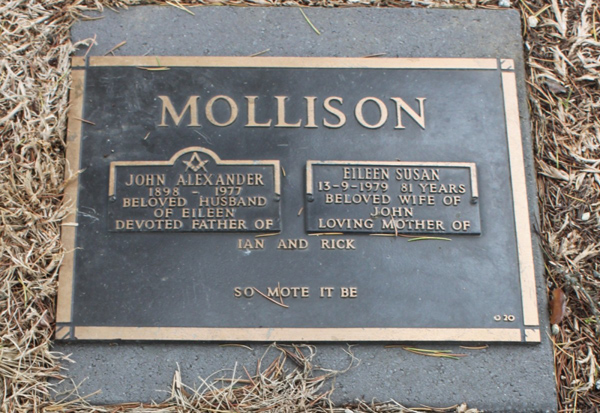 MOLLISON
JOHN ALEXANDER
1898 1977
BELOVED HUSBAND
OF EILEEN
DEVOTED FATHER OF
EILEEN SUSAN
13-9-1979 81 YEARS
BELOVED WIFE OF
JOHN
LOVING MOTHER OF
IAN AND RICK
SO MOTE IT BE